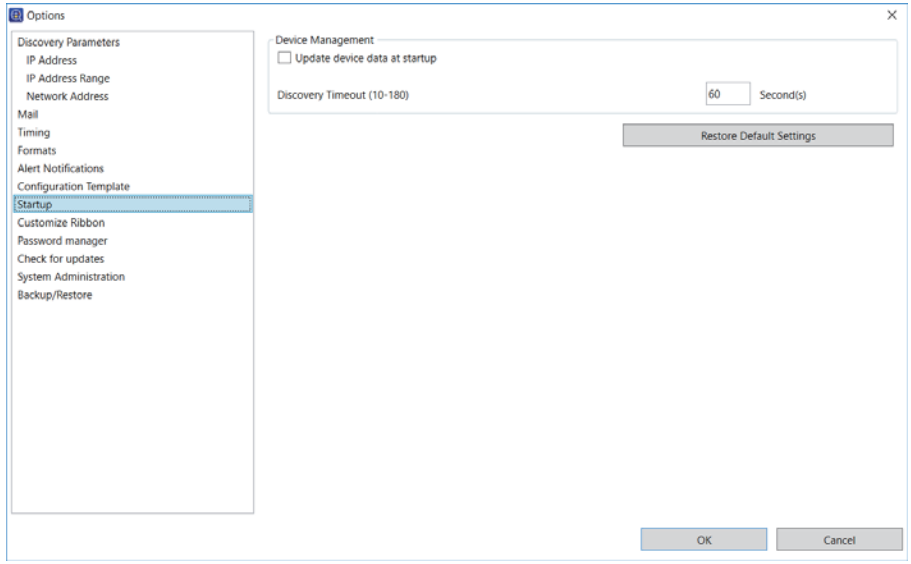 Options
Discovery Parameters
IP Address
IP Address Range
Network Address
Mail
Timing
Formats
Alert Notifications
Configuration Template
Startup
Customize Ribbon
Password manager
Check for updates
System Administration
Backup/Restore
Device Management
Update device data at startup
Discovery Timeout (10-180) 60 Second(s)
Restore Default Settings
OK Cancel